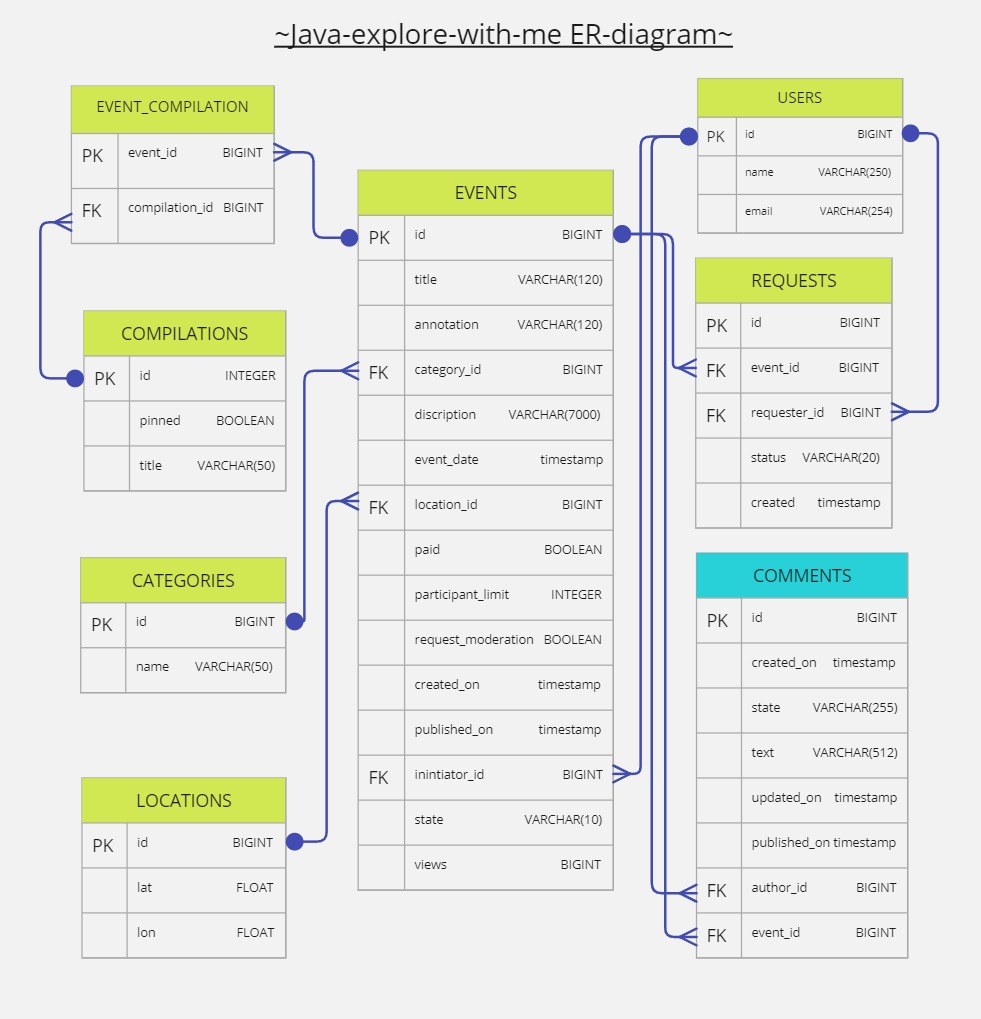 ~Java-explore-with-me ER-diagram~
EVENT_COMPILATION
PK event_id BIGINT
FK compilation_id BIGINT
COMPILATIONS
PK id INTEGER
pinned BOOLEAN
title VARCHAR(50)
CATEGORIES
PK id BIGINT
name VARCHAR(50)
LOCATIONS
PK id BIGINT
lat FLOAT
lon FLOAT
EVENTS
PK id BIGINT
title VARCHAR(120)
annotation VARCHAR(120)
FK category_id BIGINT
discription VARCHAR(7000)
event_date timestamp
FK location_id BIGINT
paid BOOLEAN
participant_limit INTEGER
request_moderation BOOLEAN
created_on timestamp
published_on timestamp
FK inintiator_id BIGINT
state VARCHAR(10)
views BIGINT
USERS
PK id BIGINT
name VARCHAR(250)
email VARCHAR(254)
REQUESTS
PK id BIGINT
FK event_id BIGINT
FK requester_id BIGINT
status VARCHAR(20)
created timestamp
COMMENTS
PK id BIGINT
created_on timestamp
state VARCHAR(255)
text VARCHAR(512)
updated_on timestamp
published_on timestamp
FK author_id BIGINT
FK event_id BIGINT